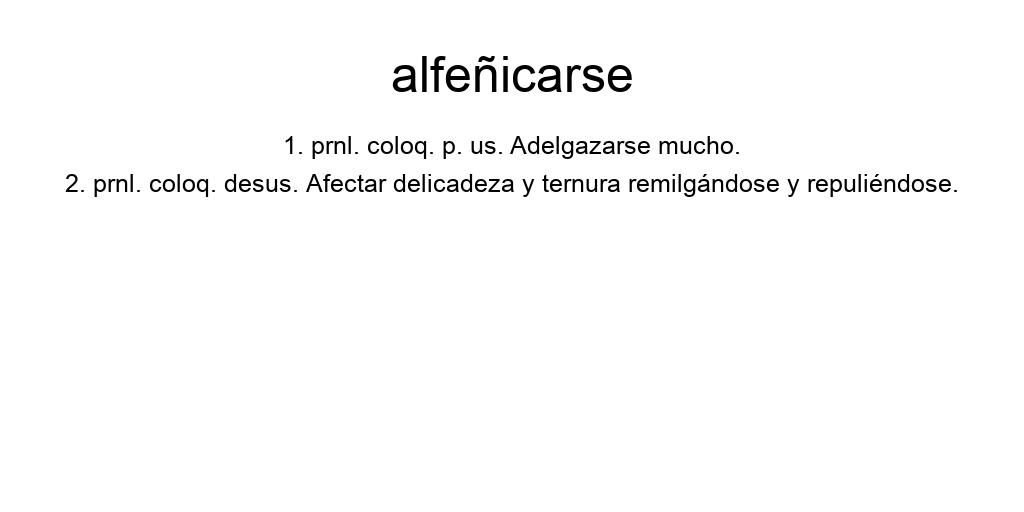 alfeñicarse
1. prnl. coloq. p. us. Adelgazarse mucho.
2. prnl. coloq. desus. Afectar delicadeza y ternura remilgándose y repuliéndose.